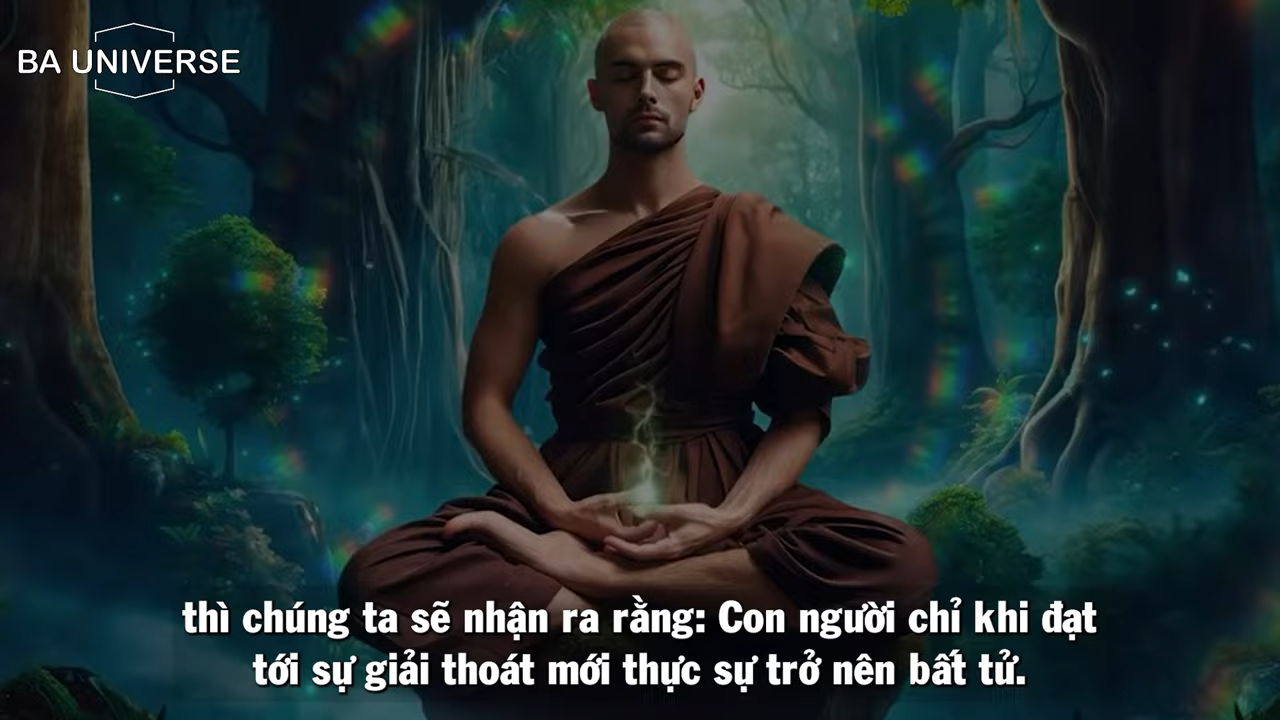 BA UNIVERSE
thì chúng ta sẽ nhận ra rằng: Con người chỉ khi đạt
tới sự giải thoát mới thực sự trở nên bất tử.